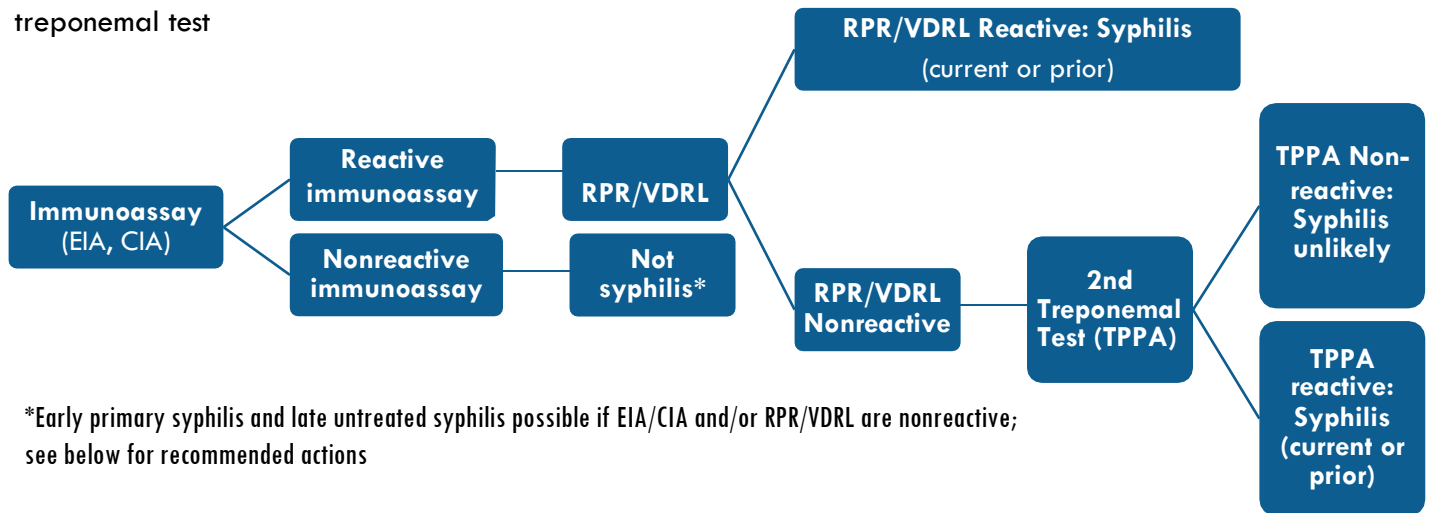 treponemal test
RPR/VDRL Reactive: Syphilis
(current or prior)
Immunoassay
(EIA, CIA)
Reactive
immunoassay
RPR/VDRL
Nonreactive
immunoassay
Not
syphilis*
RPR/VDRL
Nonreactive
2nd
Treponemal
Test (TPPA)
TPPA Non-
reactive:
Syphilis
unlikely
TPPA
reactive:
Syphilis
(current or
prior)
*Early primary syphilis and late untreated syphilis possible if EIA/CIA and/or RPR/VDRL are nonreactive;
see below for recommended actions